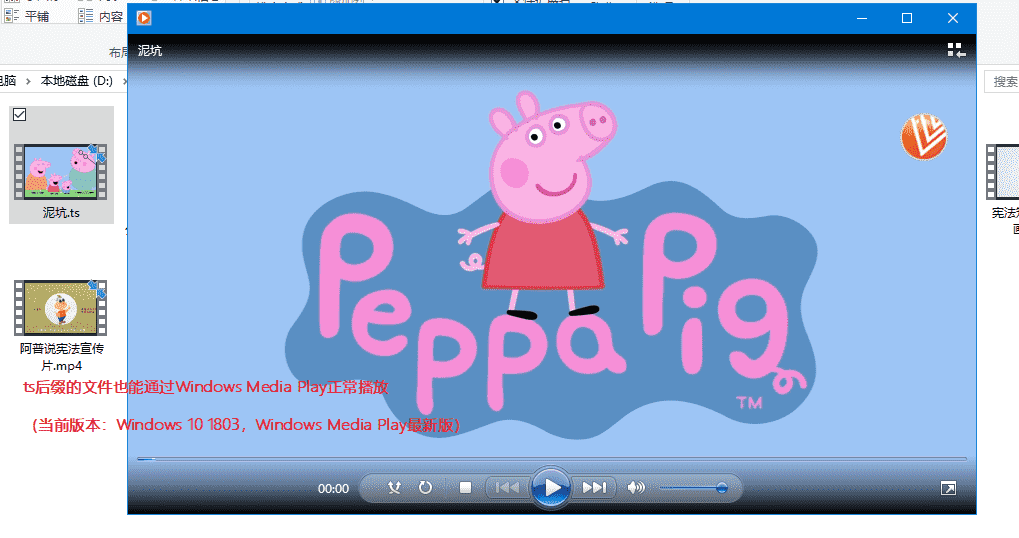 平铺
内容
布局
电脑 > 本地磁盘 (D:) >
搜索
泥坑
泥坑.ts
Peppa Pig
TM
宪法
阿普说宪法宣传
片.mp4
ts后缀的文件也能通过Windows Media Play正常播放
(当前版本：Windows 10 1803，Windows Media Play最新版)
00:00